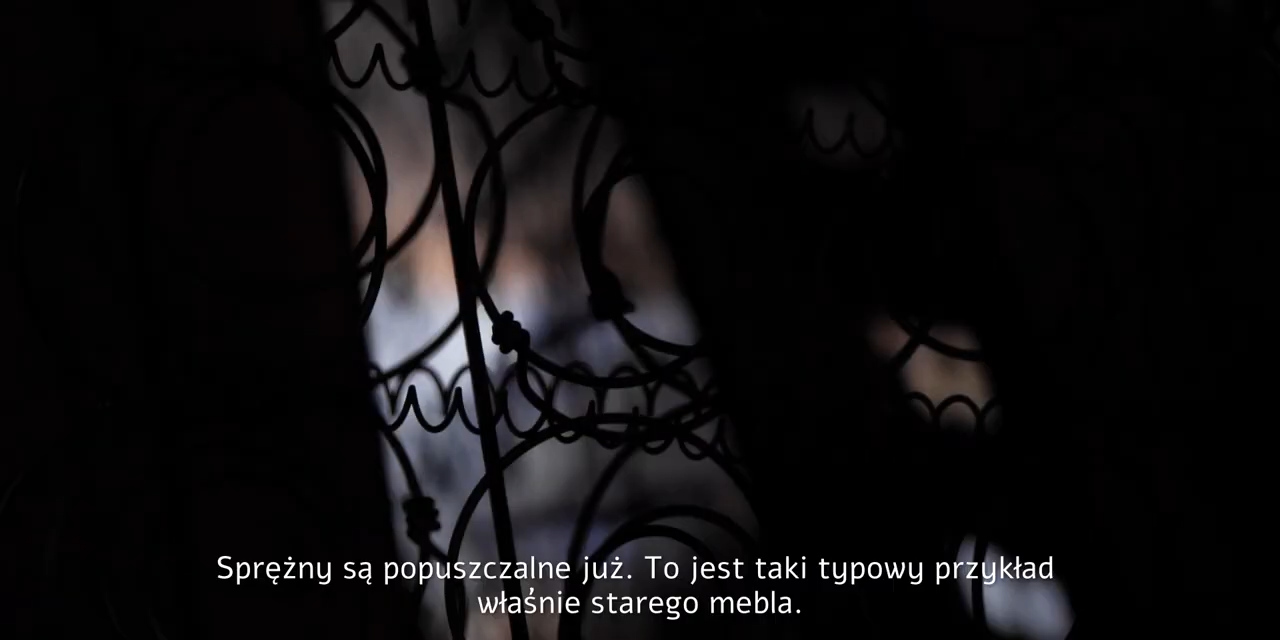 Sprężny są popuszczalne już. To jest taki typowy przykład
właśnie starego mebla.